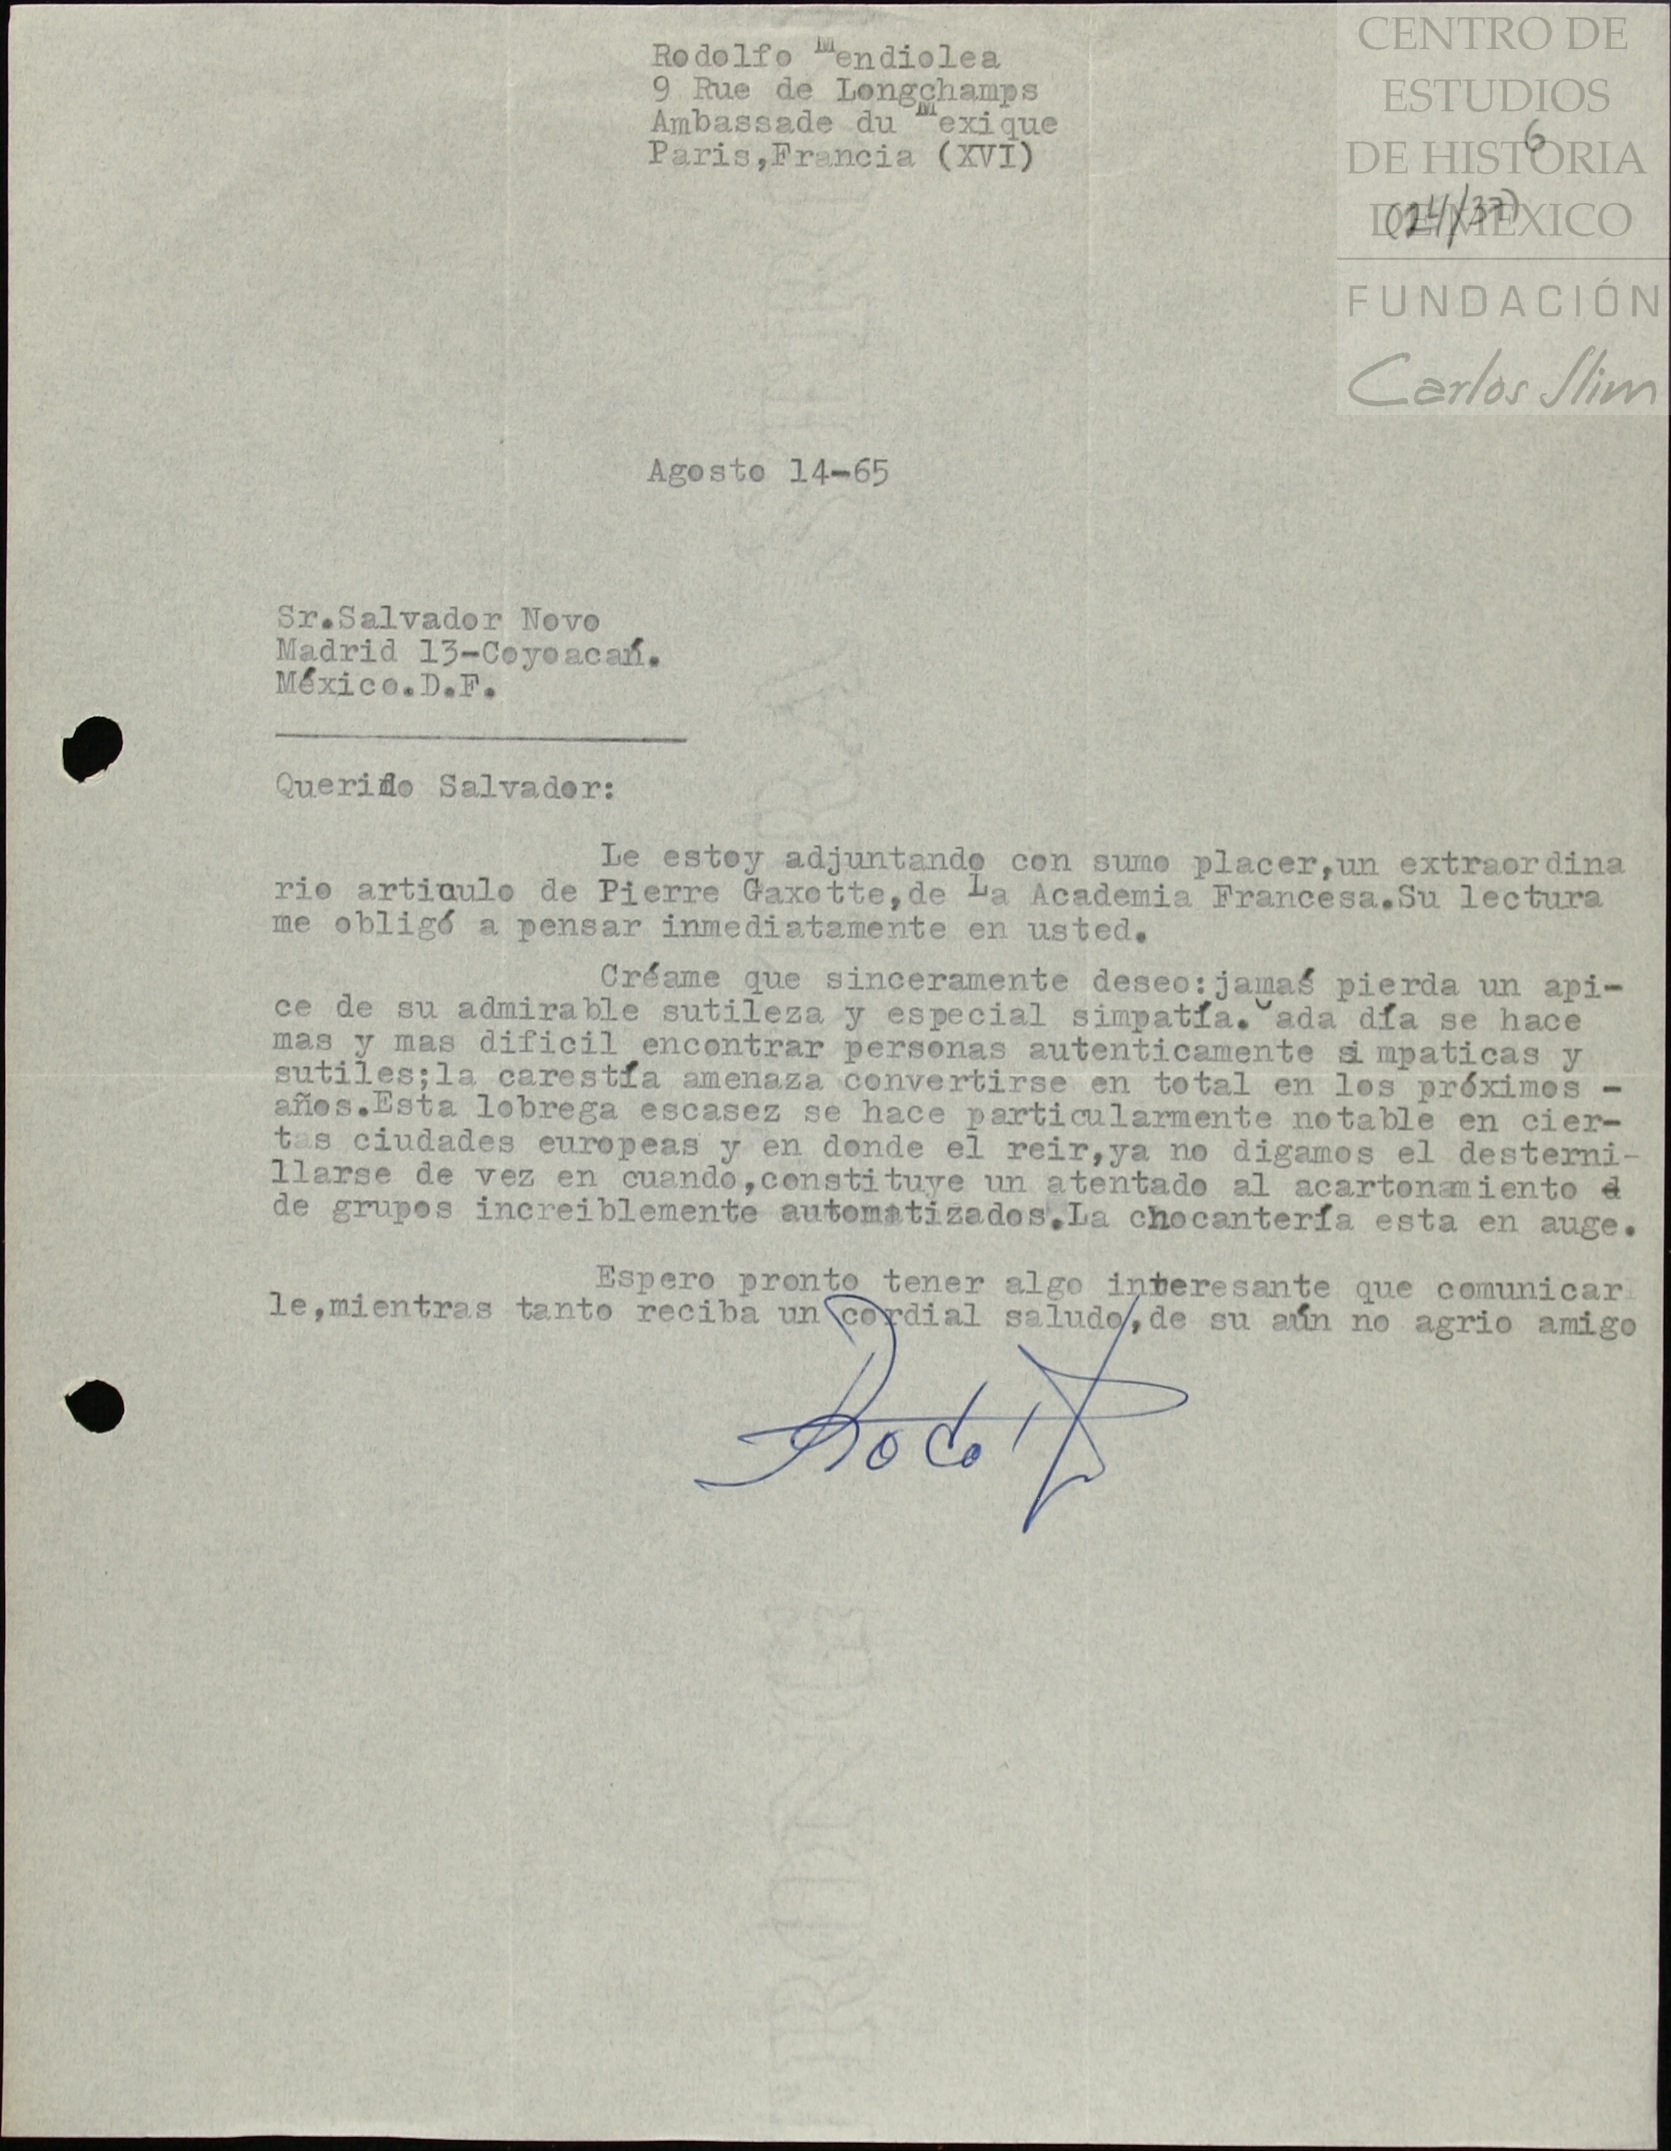 Rodolfo Mendiolea
9 Rue de Longchamps
Ambassade du Mexique
Paris,Francia (XVI)
CENTRO DE
ESTUDIOS
DE HISTORIA
DE MÉXICO
6
(24/37)
FUNDACIÓN
Carlos Slim
Agosto 14-65
Sr.Salvador Novo
Madrid 13-Coyoacań.
México.D.F.
Querido Salvador:
Le estoy adjuntando con sumo placer,un extraordina
rio articulo de Pierre Gaxotte,de La Academia Francesa.Su lectura
me obligó a pensar inmediatamente en usted.
Créame que sinceramente deseo:jamaś pierda un api-
ce de su admirable sutileza y especial simpatía. ada día se hace
mas y mas dificil encontrar personas autenticamente si mpaticas y
sutiles;la carestía amenaza convertirse en total en los próximos -
años.Esta lobrega escasez se hace particularmente notable en cier-
tas ciudades europeas y en donde el reir,ya no digamos el desterni-
llarse de vez en cuando,constituye un atentado al acartonamiento d
de grupos increiblemente automatizados.La chocantería esta en auge.
Espero pronto tener algo interesante que comunicar
le,mientras tanto reciba un cordial saludo,de su aún no agrio amigo